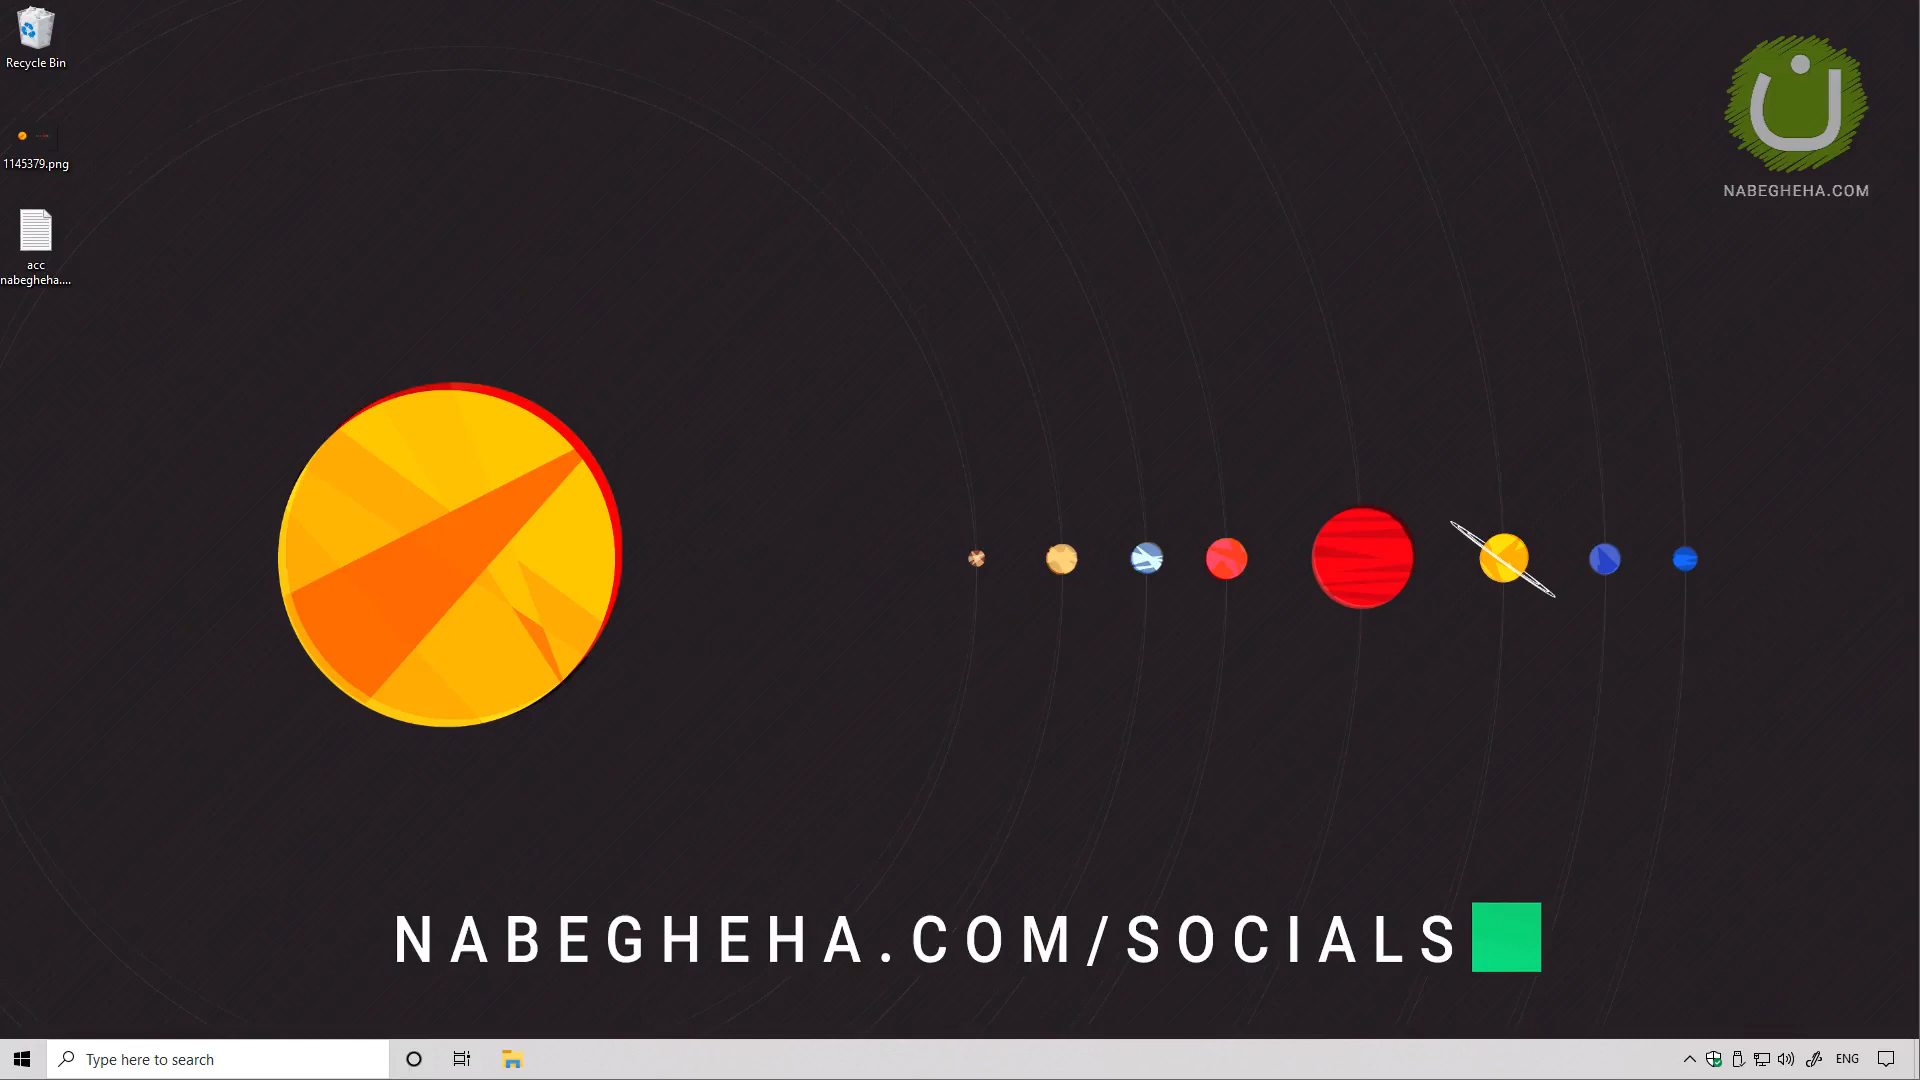 Recycle Bin
1145379.png
acc
nabegheha....
NABEGHEHA.COM
NABEGHEHA.COM/SOCIALS
Type here to search
ENG